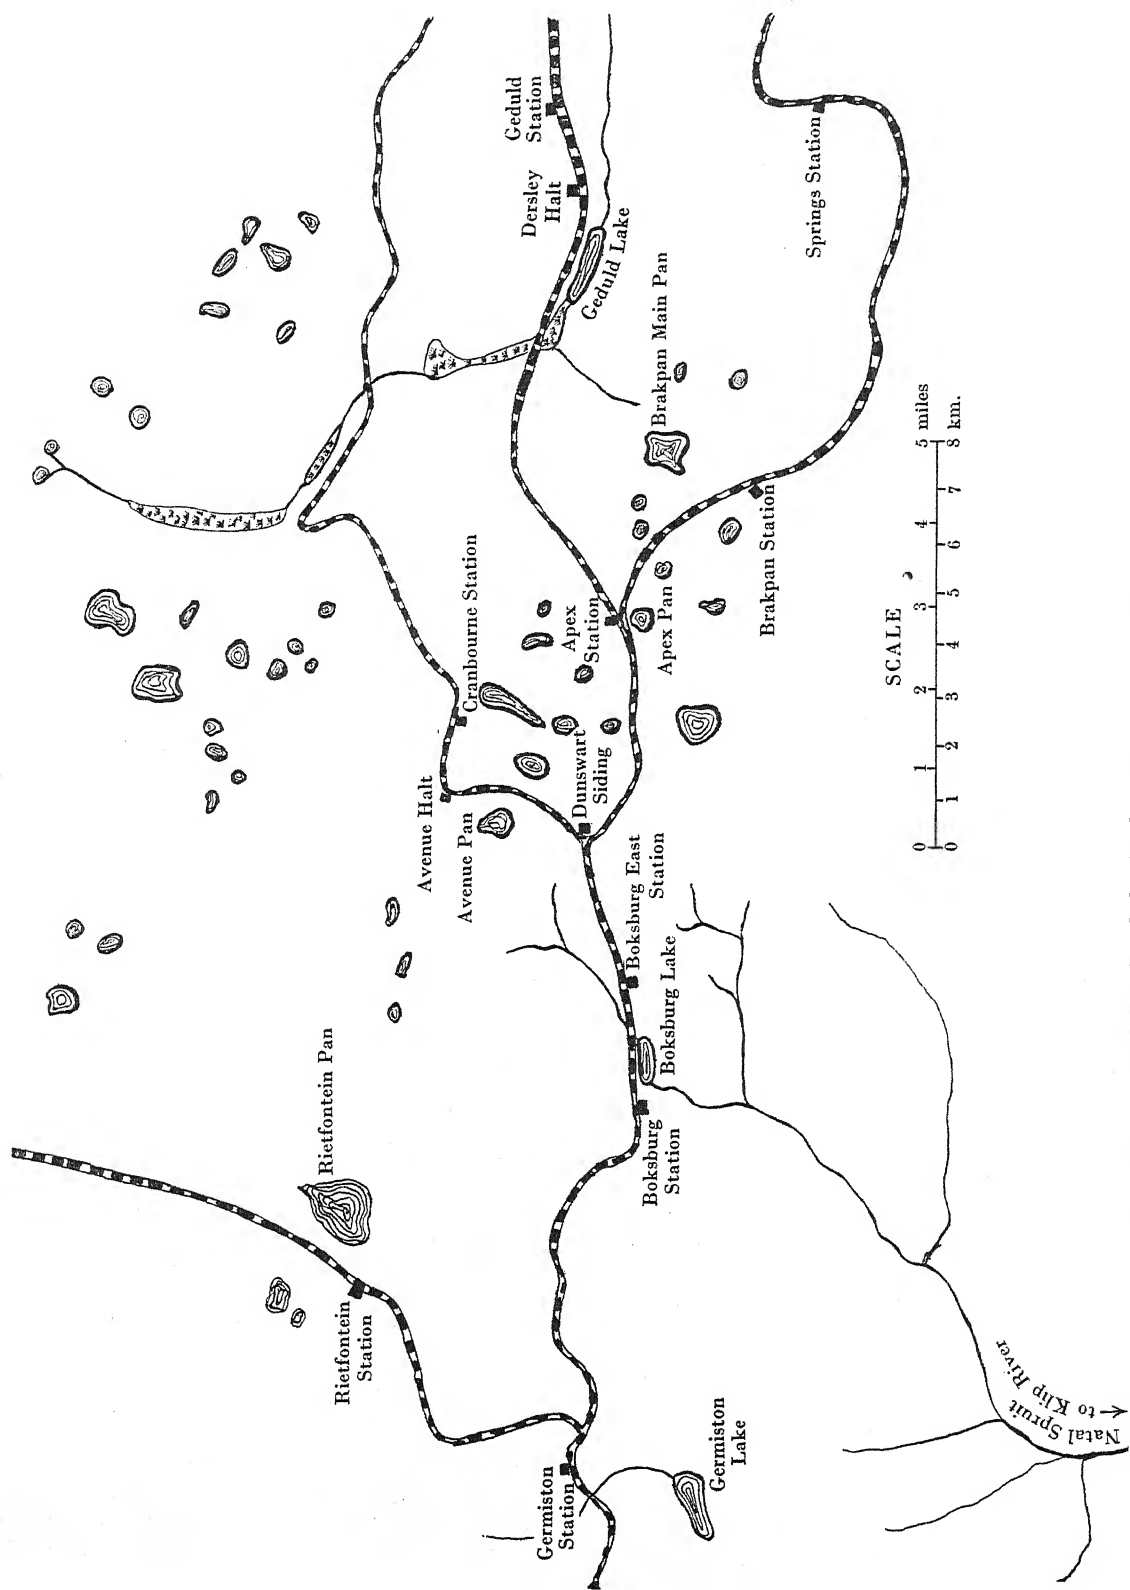 Geduld
Station
Dersley
Halt
Geduld Lake
Springs Station
Brakpan Main Pan
Brakpan Station
Cranbourne Station
Apex
Station
Apex Pan
Avenue Halt
Avenue Pan
Dunswart
Siding
Boksburg East
Station
Boksburg Lake
Boksburg
Station
Rietfontein Pan
Rietfontein
Station
Germiston
Station
Germiston
Lake
Natal Spruit
to Klip River
SCALE
0 1 2 3 4 5 miles
0 1 2 3 4 5 6 7 8 km.